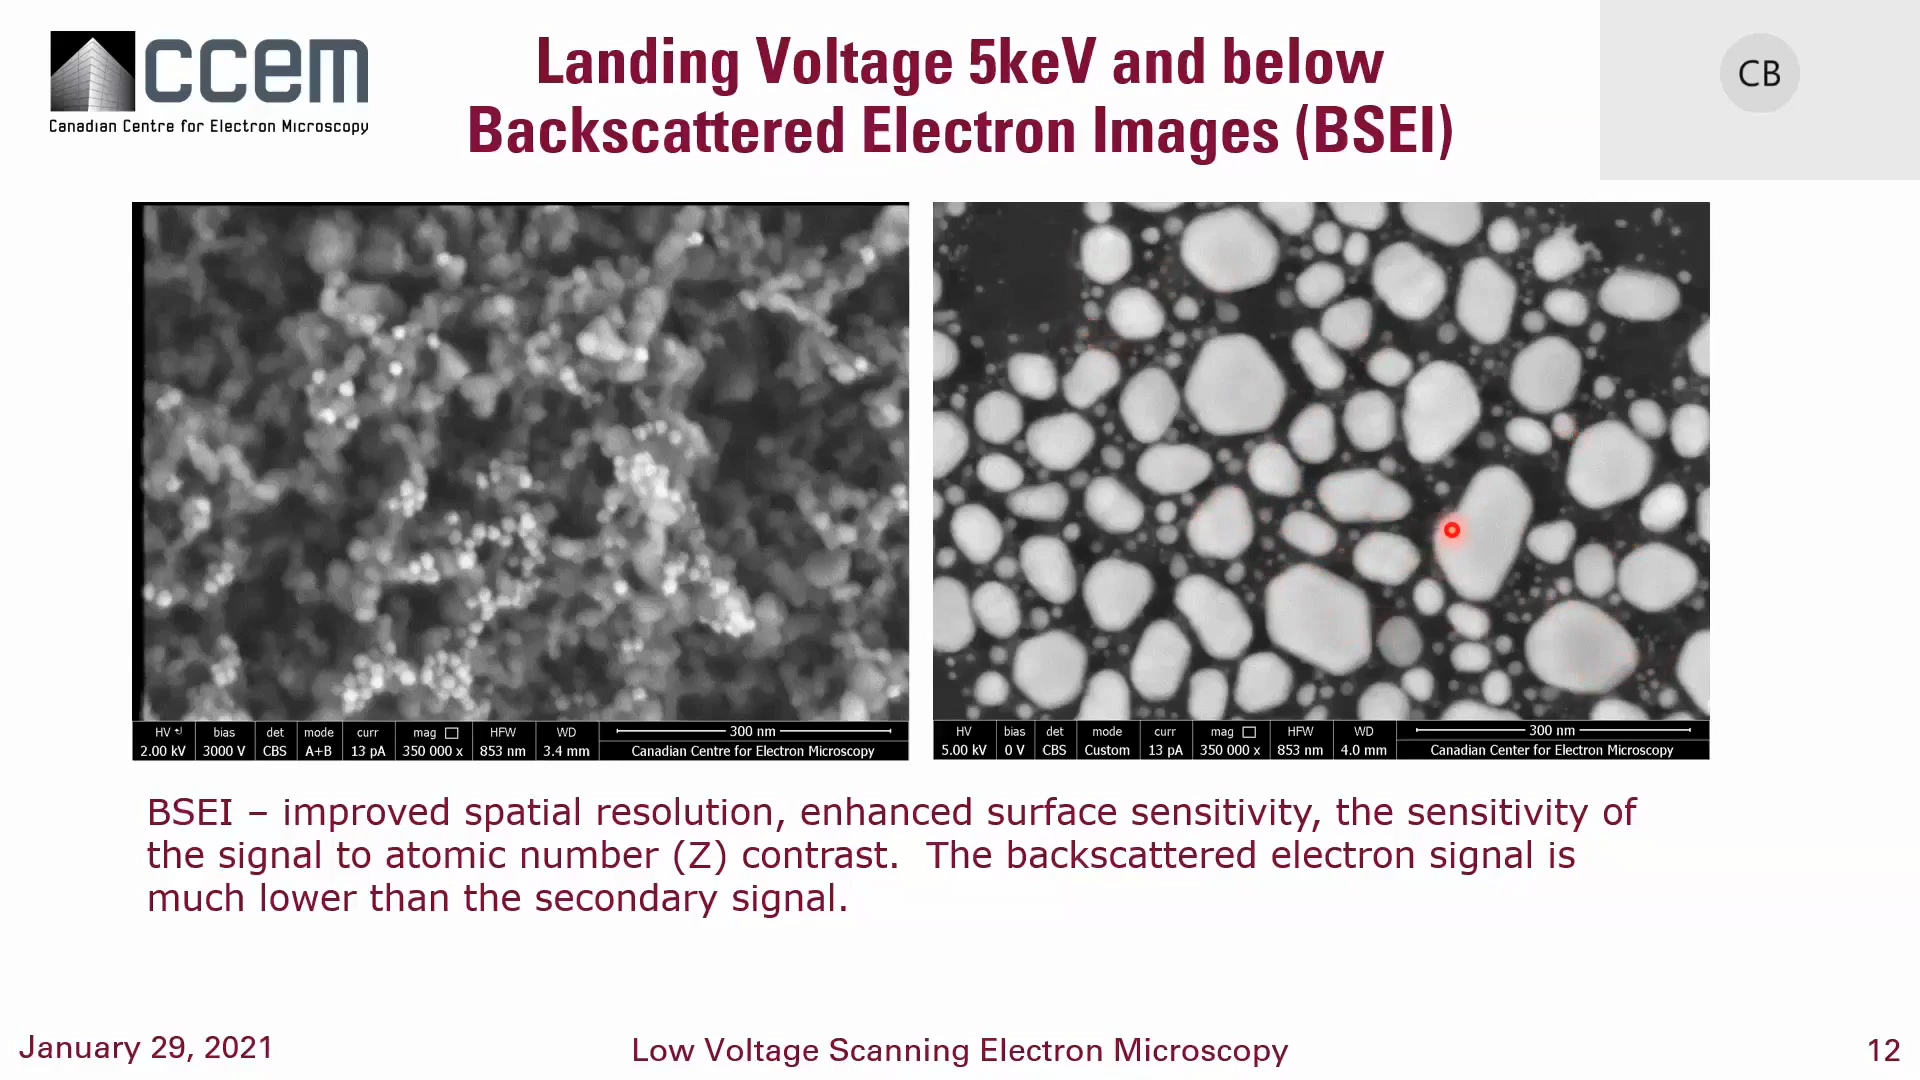 ccem
Canadian Centre for Electron Microscopy
Landing Voltage 5keV and below
Backscattered Electron Images (BSEI)
CB
HV bias det mode curr mag HFW WD 300 nm
2.00 kV 3000 V CBS A+B 13 pA 350 000 x 853 nm 3.4 mm Canadian Centre for Electron Microscopy
HV bias det mode curr mag HFW WD 300 nm
5.00 kV 0 V CBS Custom 13 pA 350 000 x 853 nm 4.0 mm Canadian Center for Electron Microscopy
BSEI – improved spatial resolution, enhanced surface sensitivity, the sensitivity of
the signal to atomic number (Z) contrast. The backscattered electron signal is
much lower than the secondary signal.
January 29, 2021
Low Voltage Scanning Electron Microscopy
12